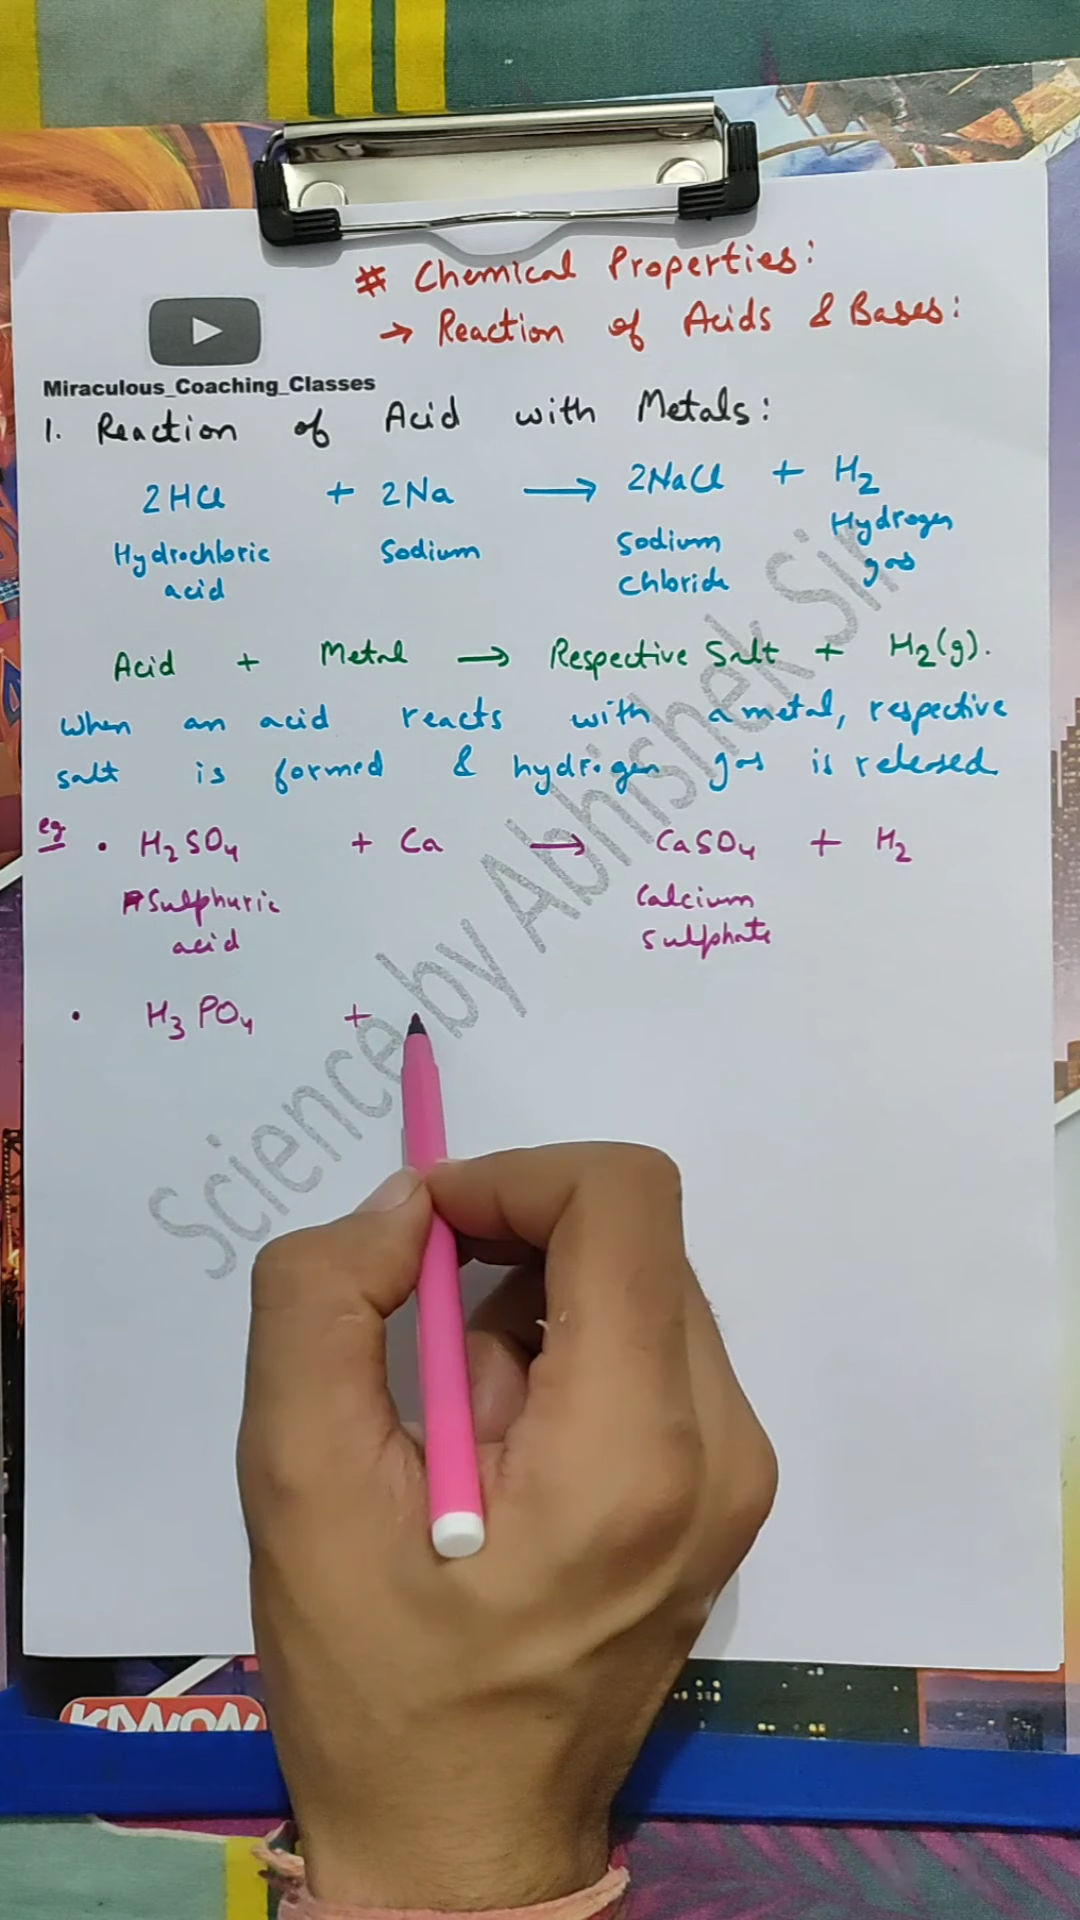 # Chemical Properties:
→ Reaction of Acids & Bases:
Miraculous_Coaching_Classes
1. Reaction of Acid with Metals:
2HCl + 2Na ⟶ 2NaCl + H₂
Hydrochloric acid Sodium Sodium chloride Hydrogen gas
Acid + Metal ⟶ Respective Salt + H₂(g).
When an acid reacts with a metal, respective
salt is formed & hydrogen gas is released
eg • H₂SO₄ + Ca ⟶ CaSO₄ + H₂
Sulphuric acid Calcium sulphate
• H₃PO₄ +
Science by Abhishek Sir
KANON